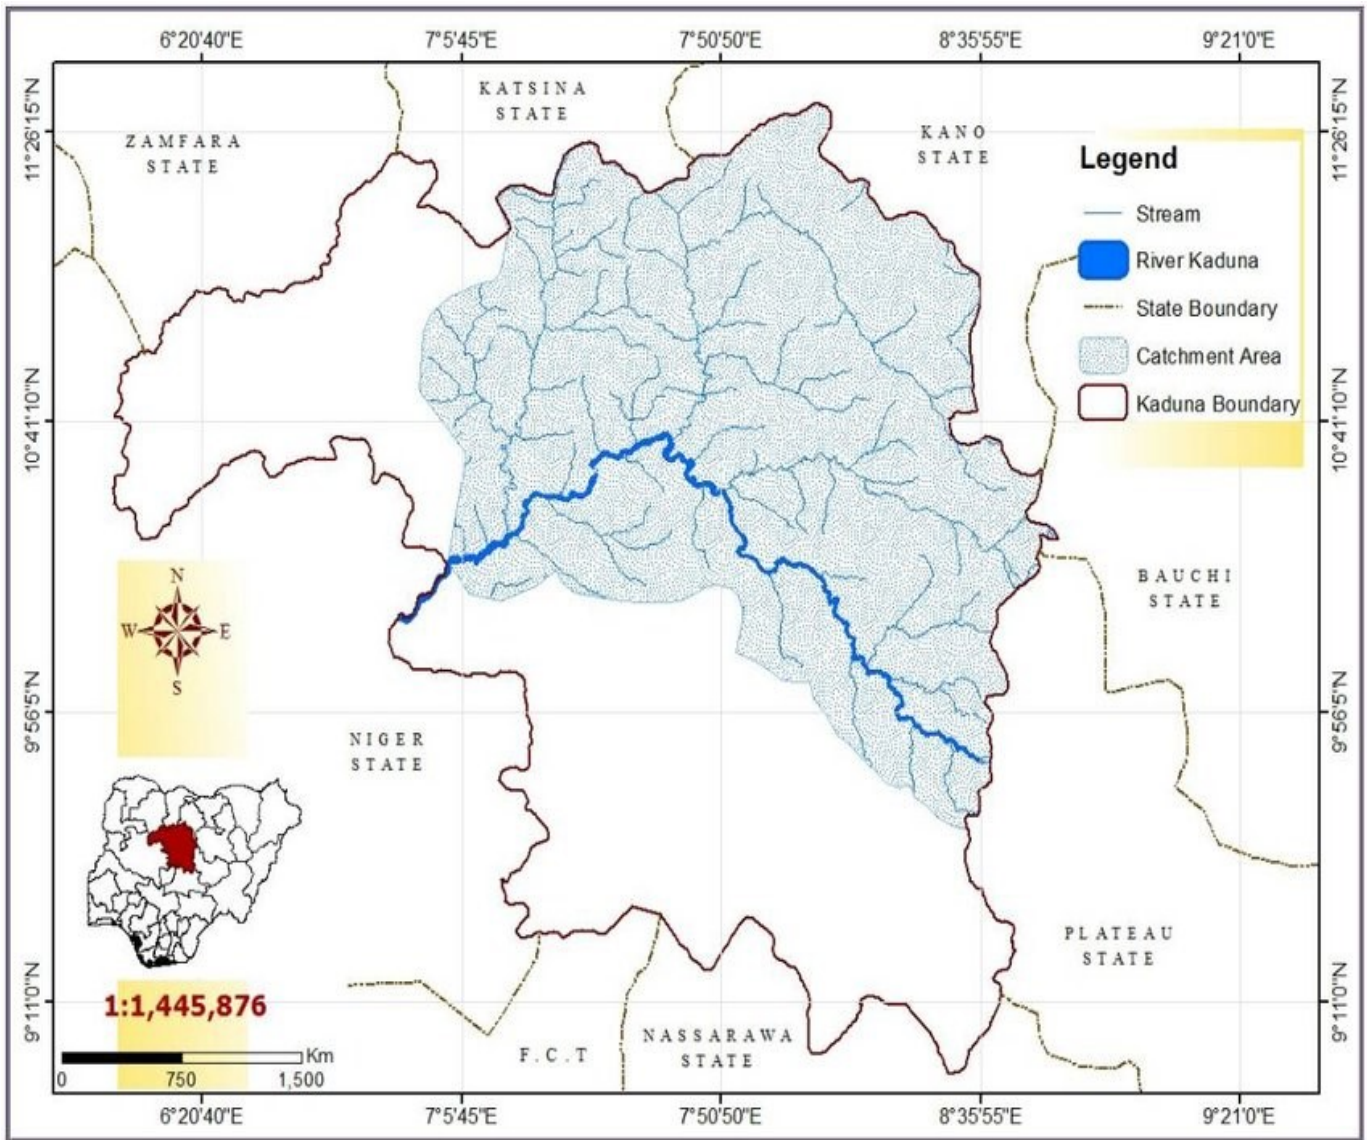 6°20'40"E 7°5'45"E 7°50'50"E 8°35'55"E 9°21'0"E
KATSINA
STATE
ZAMFARA
STATE
KANO
STATE
11°26'15"N
11°26'15"N
Legend
Stream
River Kaduna
State Boundary
Catchment Area
Kaduna Boundary
10°41'10"N
10°41'10"N
N
W E
S
BAUCHI
STATE
9°56'5"N
9°56'5"N
NIGER
STATE
PLATEAU
STATE
9°11'0"N
9°11'0"N
1:1,445,876
NASSARAWA
STATE
F.C.T
Km
0 750 1,500
6°20'40"E 7°5'45"E 7°50'50"E 8°35'55"E 9°21'0"E